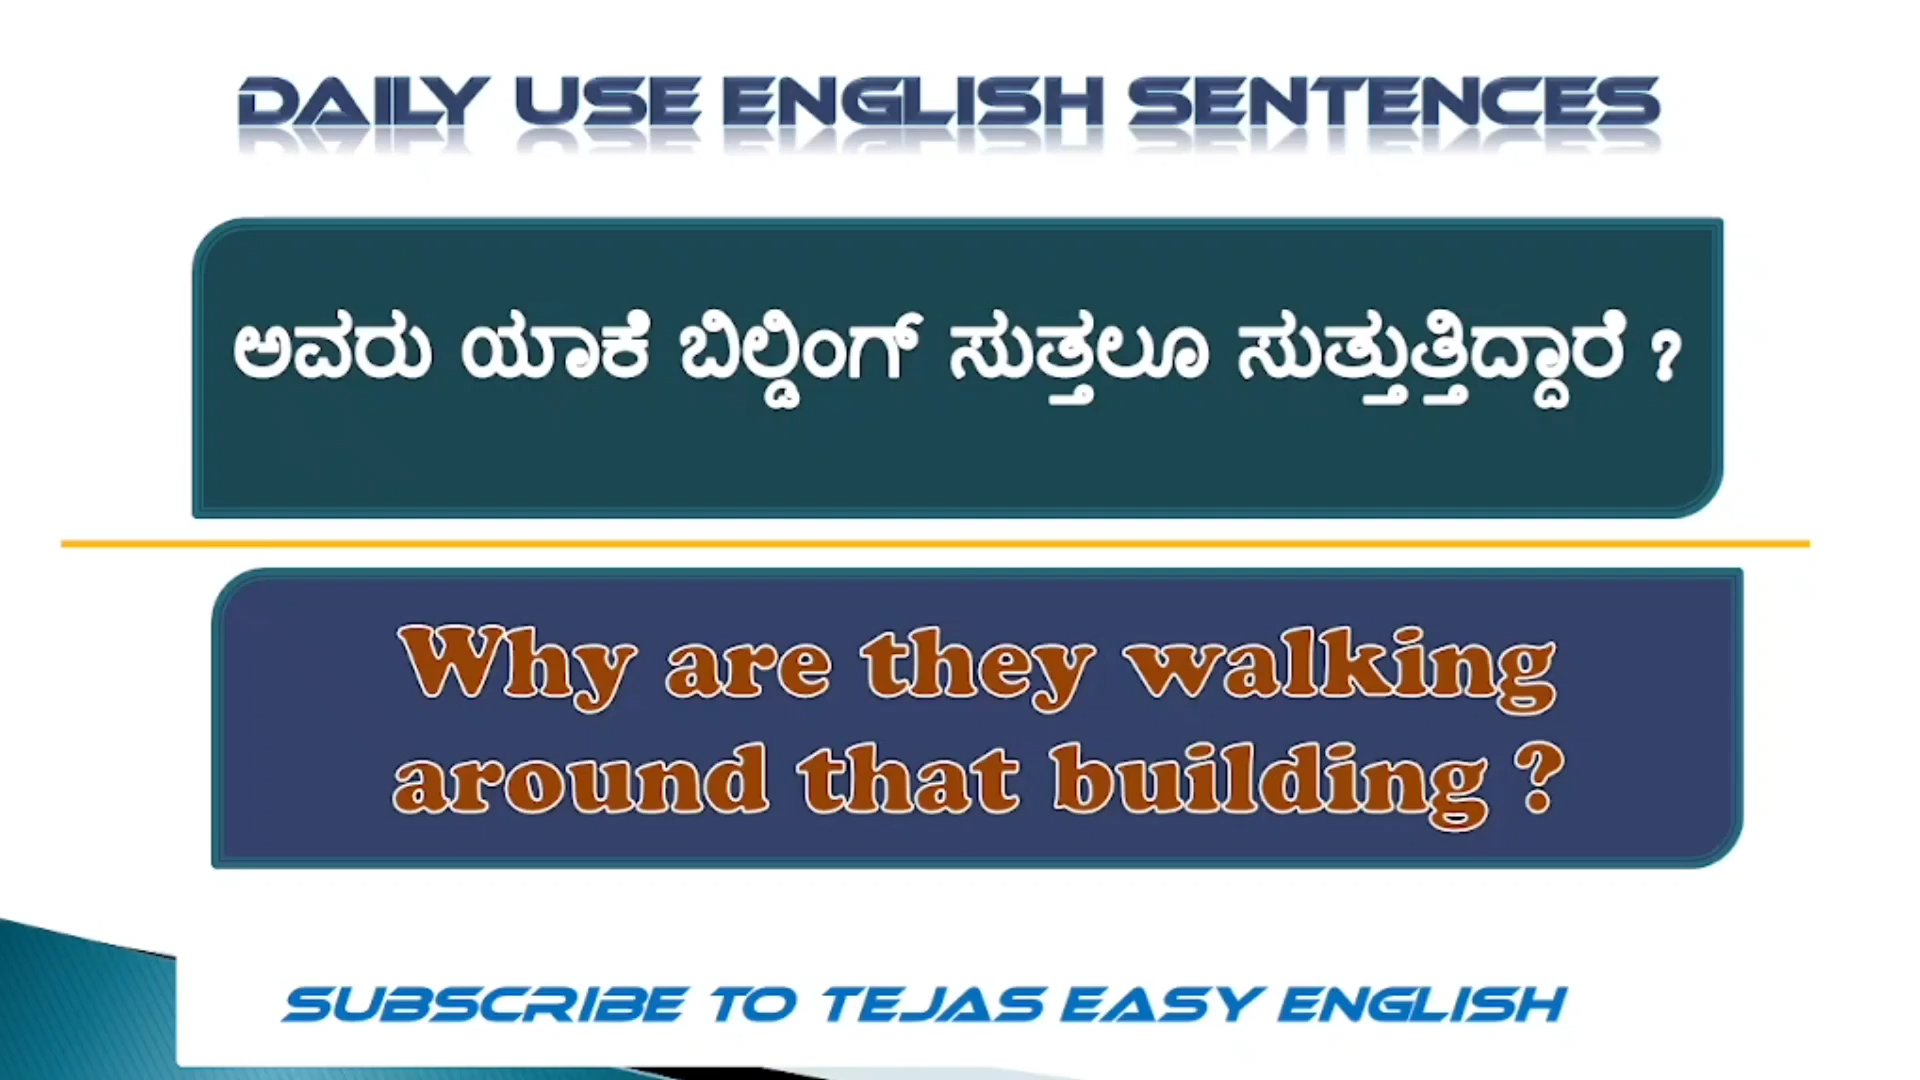 DAILY USE ENGLISH SENTENCES
ಅವರು ಯಾಕೆ ಬಿಲ್ಡಿಂಗ್ ಸುತ್ತಲೂ ಸುತ್ತುತ್ತಿದ್ದಾರೆ ?
Why are they walking
around that building ?
SUBSCRIBE TO TEJAS EASY ENGLISH